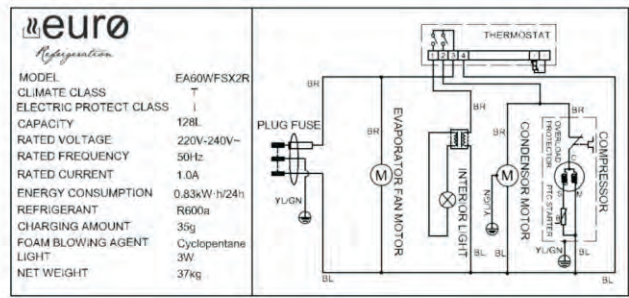 eurø
Refrigeration
MODEL EA60WFSX2R
CLIMATE CLASS T
ELECTRIC PROTECT CLASS I
CAPACITY 128L
RATED VOLTAGE 220V-240V~
RATED FREQUENCY 50Hz
RATED CURRENT 1.0A
ENERGY CONSUMPTION 0.83kW·h/24h
REFRIGERANT R600a
CHARGING AMOUNT 35g
FOAM BLOWING AGENT Cyclopentane
LIGHT 3W
NET WEIGHT 37kg
THERMOSTAT
1 2 3 4
BR
BR
BR
PLUG FUSE
BR
BR
EVAPORATOR FAN MOTOR
M
INTERIOR LIGHT
CONDENSOR MOTOR
M
OVERLOAD
PROTECTOR
COMPRESSOR
C
S M
PTC STARTER
YL/GN
YL/GN
YL/GN
BL
BL
BL
BL
BL
BL